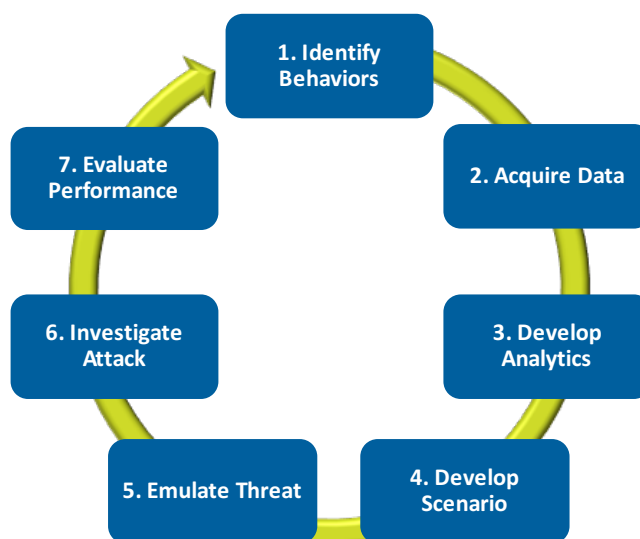 1. Identify
Behaviors
2. Acquire Data
3. Develop
Analytics
4. Develop
Scenario
5. Emulate Threat
6. Investigate
Attack
7. Evaluate
Performance